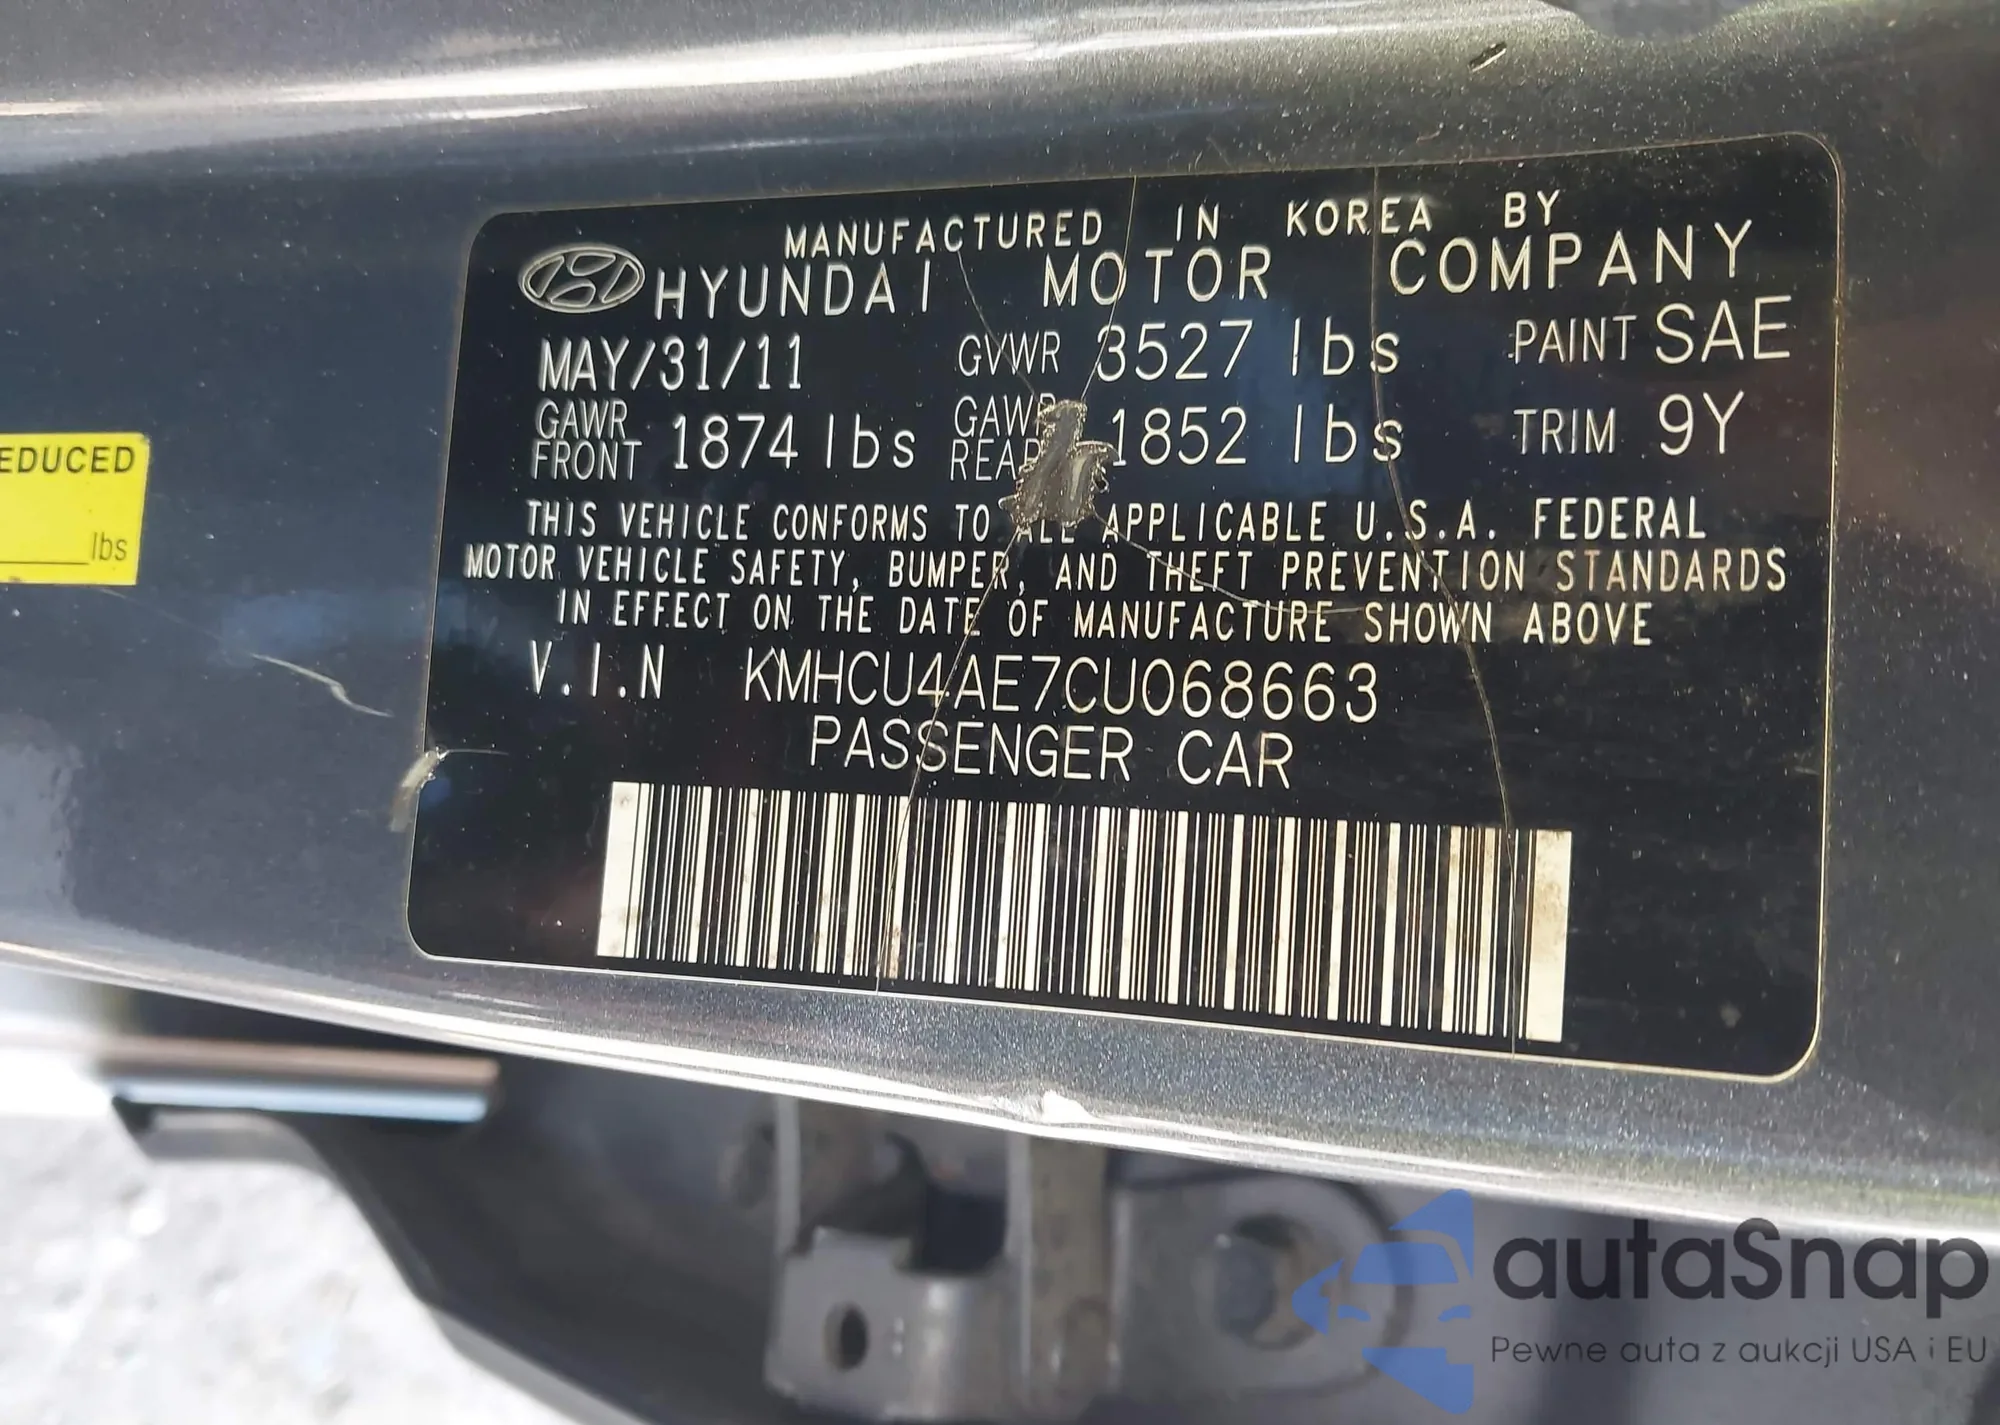 MANUFACTURED IN KOREA BY
HYUNDAI MOTOR COMPANY
MAY/31/11 GVWR 3527 lbs PAINT SAE
GAWR FRONT 1874 lbs GAWR REAR 1852 lbs TRIM 9Y
THIS VEHICLE CONFORMS TO ALL APPLICABLE U.S.A. FEDERAL
MOTOR VEHICLE SAFETY, BUMPER, AND THEFT PREVENTION STANDARDS
IN EFFECT ON THE DATE OF MANUFACTURE SHOWN ABOVE
V.I.N KMHCU4AE7CU068663
PASSENGER CAR
EDUCED
lbs
autaSnap
Pewne auta z aukcji USA i EU